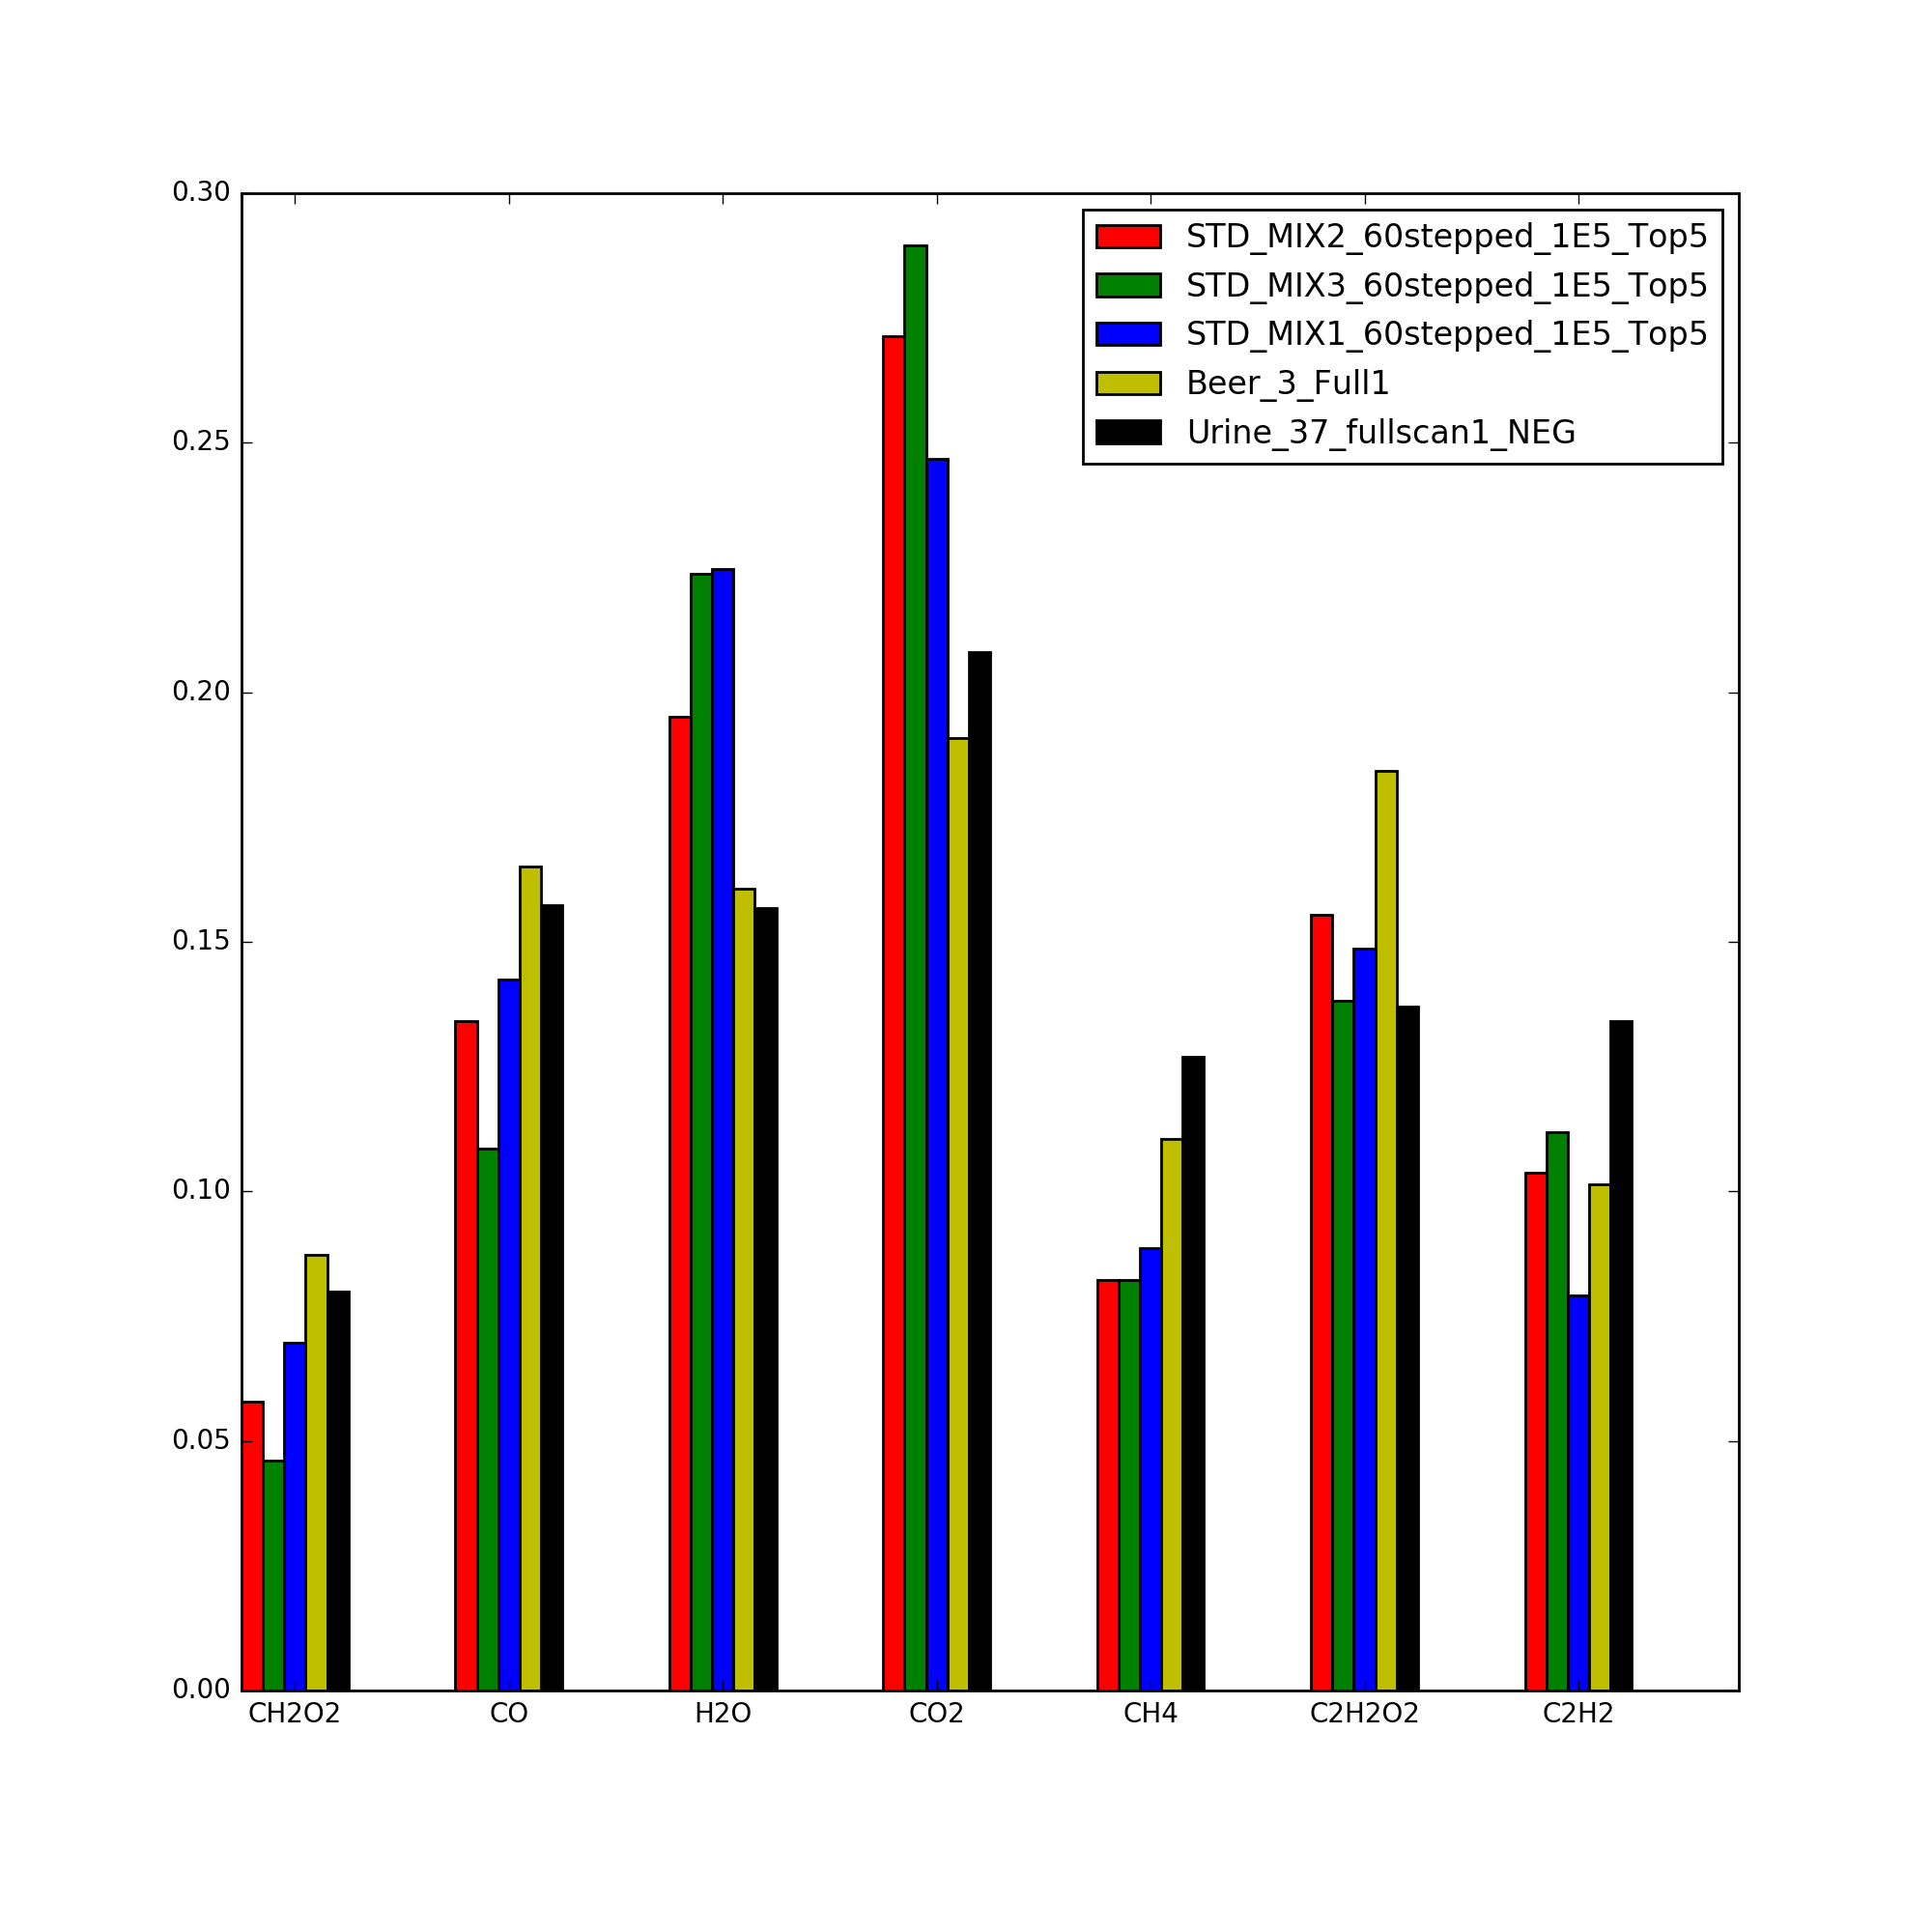 0.30
0.25
0.20
0.15
0.10
0.05
0.00
CH2O2 CO H2O CO2 CH4 C2H2O2 C2H2
STD_MIX2_60stepped_1E5_Top5
STD_MIX3_60stepped_1E5_Top5
STD_MIX1_60stepped_1E5_Top5
Beer_3_Full1
Urine_37_fullscan1_NEG